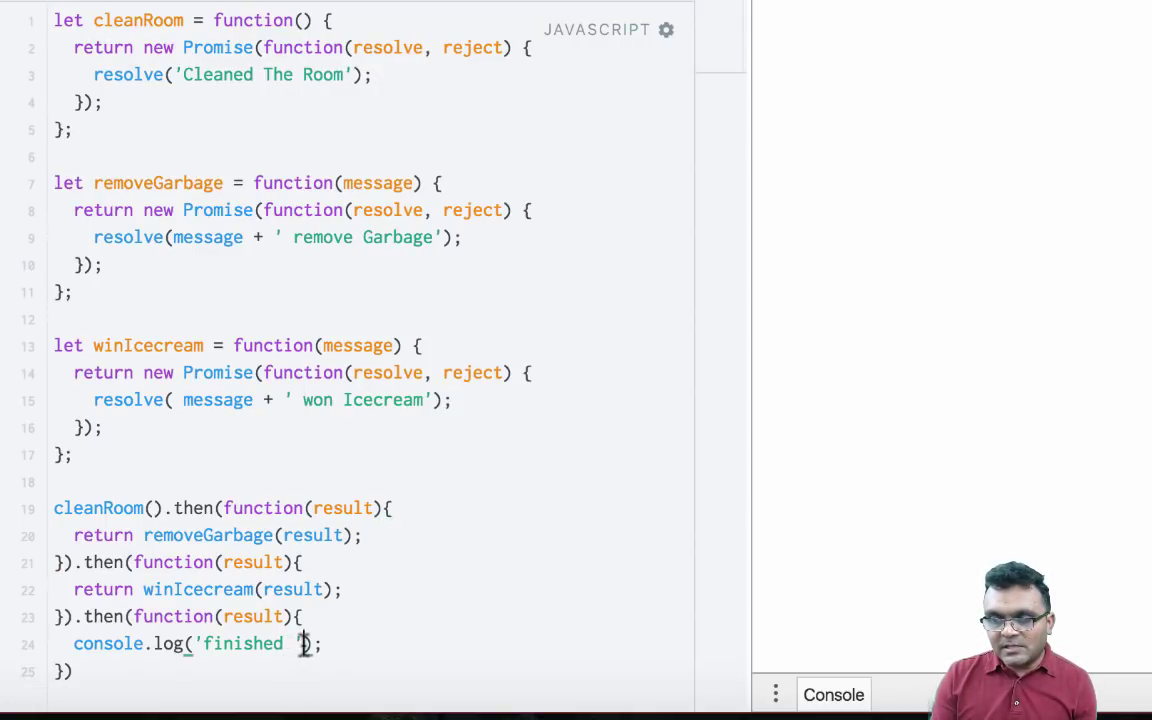 JAVASCRIPT
1 let cleanRoom = function() {
2 return new Promise(function(resolve, reject) {
3 resolve('Cleaned The Room');
4 });
5 };
6
7 let removeGarbage = function(message) {
8 return new Promise(function(resolve, reject) {
9 resolve(message + ' remove Garbage');
10 });
11 };
12
13 let winIcecream = function(message) {
14 return new Promise(function(resolve, reject) {
15 resolve( message + ' won Icecream');
16 });
17 };
18
19 cleanRoom().then(function(result){
20 return removeGarbage(result);
21 }).then(function(result){
22 return winIcecream(result);
23 }).then(function(result){
24 console.log('finished ');
25 })
Console